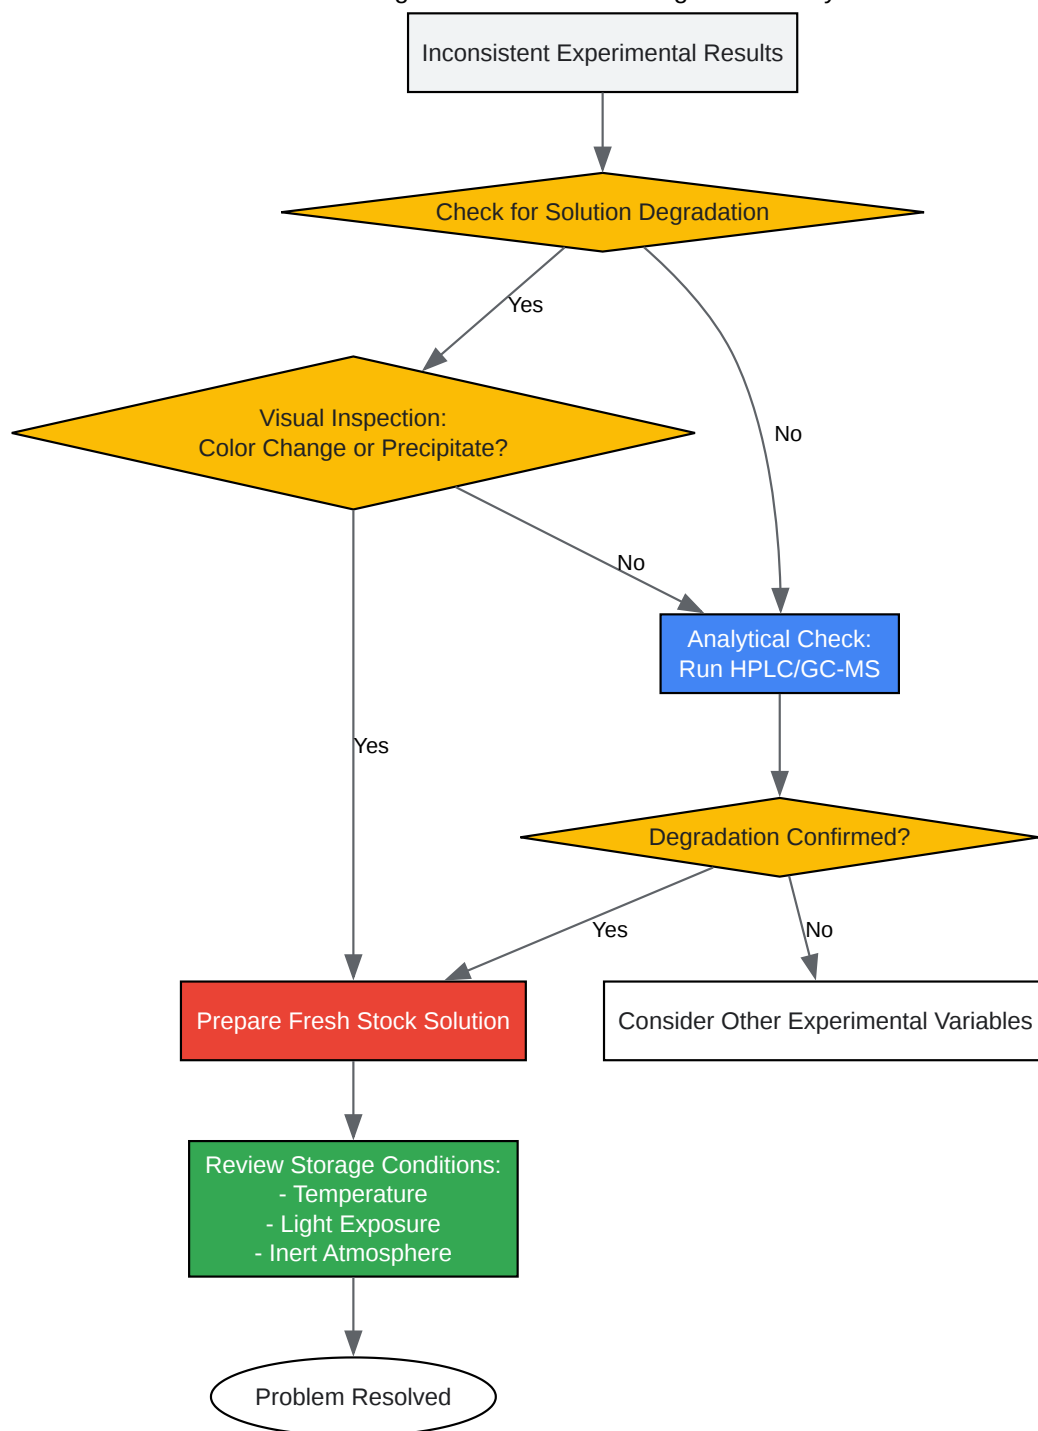 Inconsistent Experimental Results
Check for Solution Degradation
Yes
Visual Inspection:
Color Change or Precipitate?
No
No
Analytical Check:
Run HPLC/GC-MS
Yes
Degradation Confirmed?
Yes
No
Prepare Fresh Stock Solution
Consider Other Experimental Variables
Review Storage Conditions:
- Temperature
- Light Exposure
- Inert Atmosphere
Problem Resolved